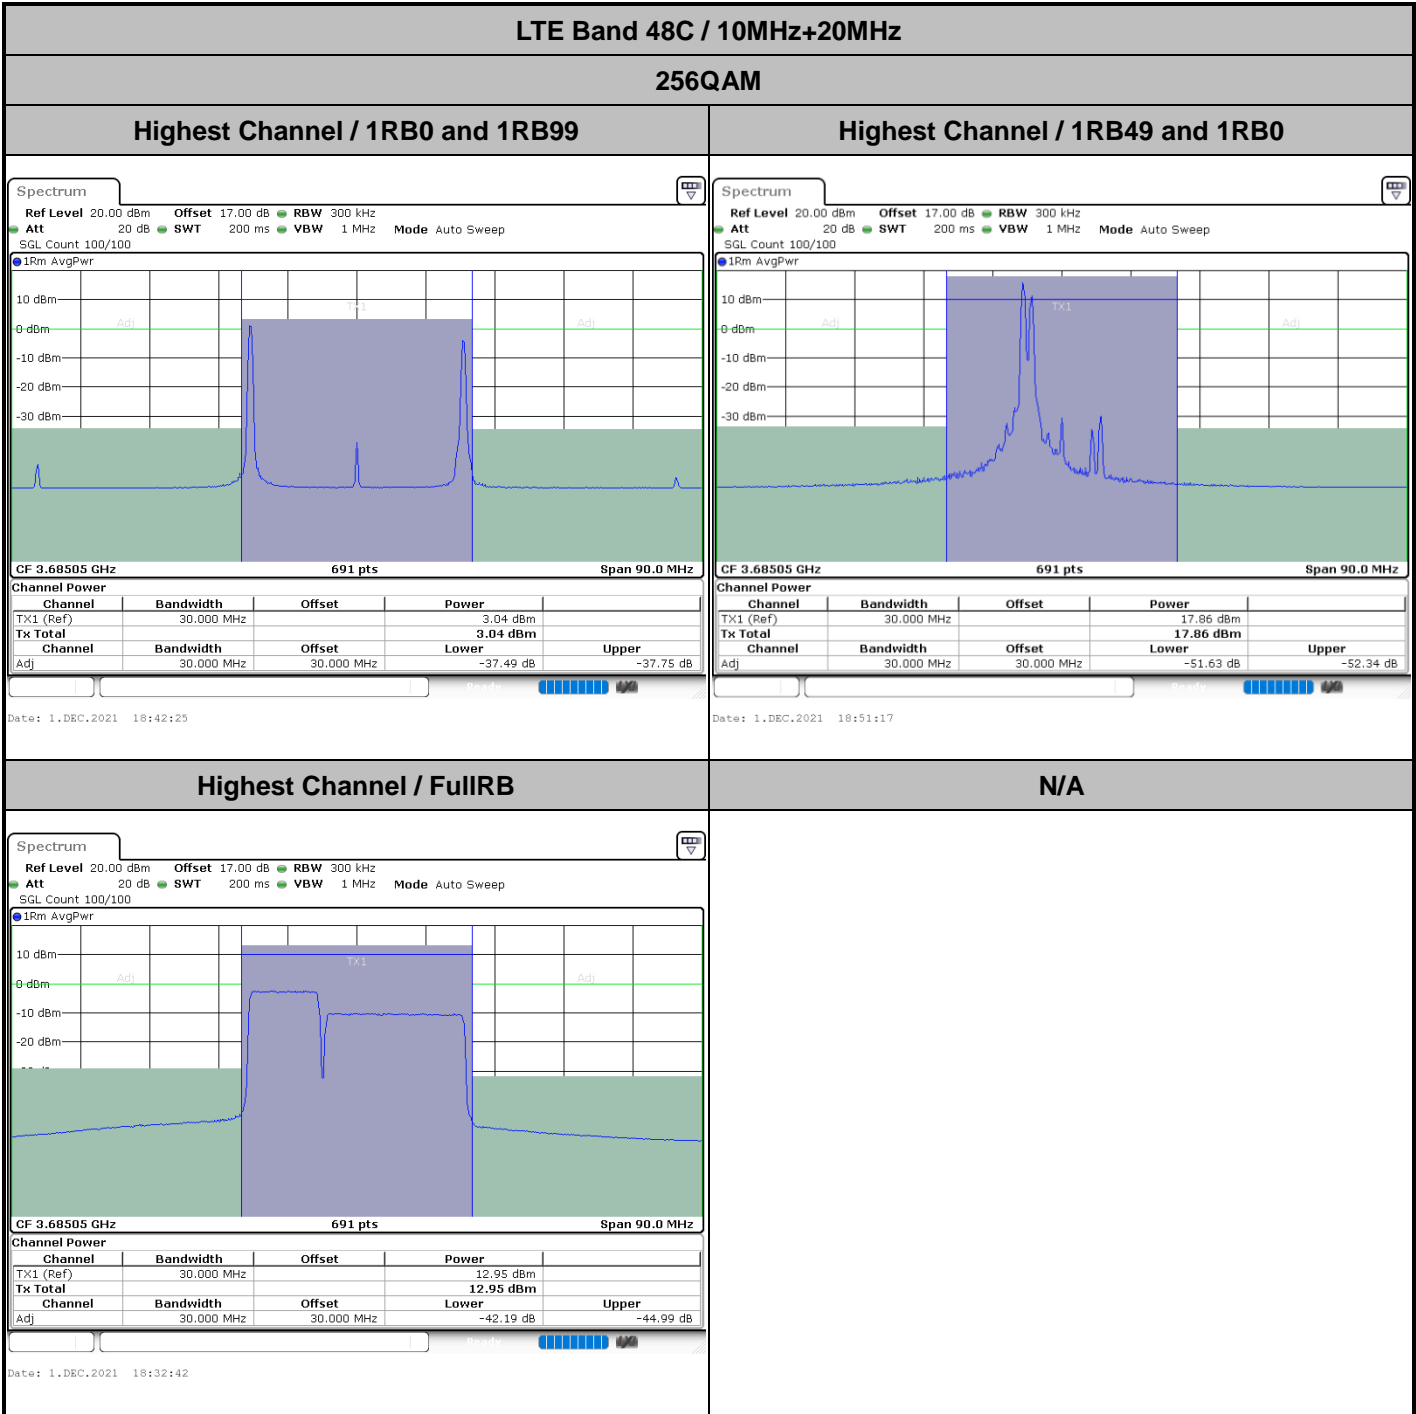 LTE Band 48C / 10MHz+20MHz
256QAM
Highest Channel / 1RB0 and 1RB99
Highest Channel / 1RB49 and 1RB0
Spectrum
Ref Level 20.00 dBm Offset 17.00 dB RBW 300 kHz
Att 20 dB SWT 200 ms VBW 1 MHz Mode Auto Sweep
SGL Count 100/100
1Rm AvgPwr
TX1
10 dBm
Adj
Adj
0 dBm
-10 dBm
-20 dBm
-30 dBm
CF 3.68505 GHz 691 pts Span 90.0 MHz
Channel Power
Channel Bandwidth Offset Power
TX1 (Ref) 30.000 MHz 3.04 dBm
Tx Total 3.04 dBm
Channel Bandwidth Offset Lower Upper
Adj 30.000 MHz 30.000 MHz -37.49 dB -37.75 dB
Ready
Date: 1.DEC.2021 18:42:25
Spectrum
Ref Level 20.00 dBm Offset 17.00 dB RBW 300 kHz
Att 20 dB SWT 200 ms VBW 1 MHz Mode Auto Sweep
SGL Count 100/100
1Rm AvgPwr
10 dBm
TX1
Adj
Adj
0 dBm
-10 dBm
-20 dBm
-30 dBm
CF 3.68505 GHz 691 pts Span 90.0 MHz
Channel Power
Channel Bandwidth Offset Power
TX1 (Ref) 30.000 MHz 17.86 dBm
Tx Total 17.86 dBm
Channel Bandwidth Offset Lower Upper
Adj 30.000 MHz 30.000 MHz -51.63 dB -52.34 dB
Ready
Date: 1.DEC.2021 18:51:17
Highest Channel / FullRB
N/A
Spectrum
Ref Level 20.00 dBm Offset 17.00 dB RBW 300 kHz
Att 20 dB SWT 200 ms VBW 1 MHz Mode Auto Sweep
SGL Count 100/100
1Rm AvgPwr
10 dBm
TX1
Adj
Adj
0 dBm
-10 dBm
-20 dBm
CF 3.68505 GHz 691 pts Span 90.0 MHz
Channel Power
Channel Bandwidth Offset Power
TX1 (Ref) 30.000 MHz 12.95 dBm
Tx Total 12.95 dBm
Channel Bandwidth Offset Lower Upper
Adj 30.000 MHz 30.000 MHz -42.19 dB -44.99 dB
Ready
Date: 1.DEC.2021 18:32:42